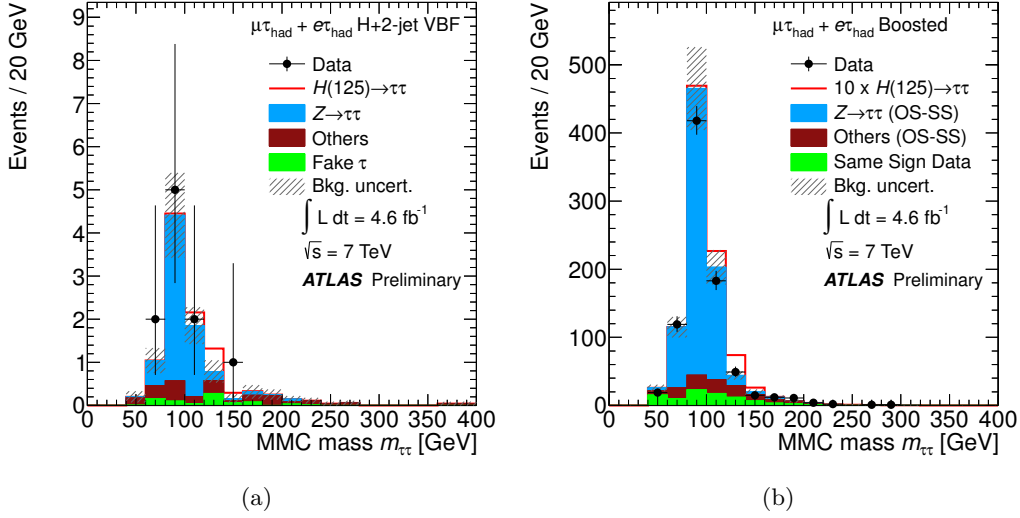 μτhad + eτhad H+2-jet VBF
Data
H(125)→ττ
Z→ττ
Others
Fake τ
Bkg. uncert.
∫ L dt = 4.6 fb-1
√s = 7 TeV
ATLAS Preliminary
Events / 20 GeV
9
8
7
6
5
4
3
2
1
0
0 50 100 150 200 250 300 350 400
MMC mass mττ [GeV]
(a)
μτhad + eτhad Boosted
Data
10 x H(125)→ττ
Z→ττ (OS-SS)
Others (OS-SS)
Same Sign Data
Bkg. uncert.
∫ L dt = 4.6 fb-1
√s = 7 TeV
ATLAS Preliminary
Events / 20 GeV
500
400
300
200
100
0
0 50 100 150 200 250 300 350 400
MMC mass mττ [GeV]
(b)